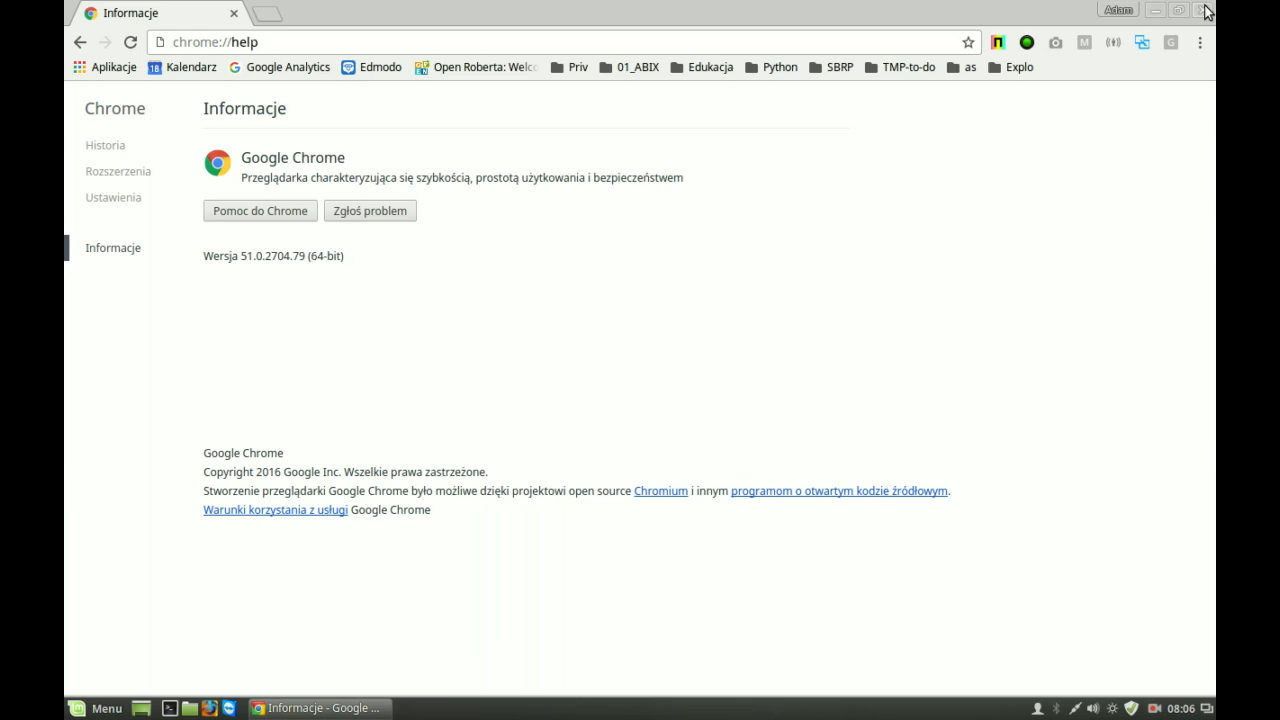 Informacje
Adam
chrome://help
Aplikacje
18 Kalendarz
Google Analytics
Edmodo
Open Roberta: Welc
Priv
01_ABIX
Edukacja
Python
SBRP
TMP-to-do
as
Explo
Chrome
Informacje
Historia
Google Chrome
Rozszerzenia
Przeglądarka charakteryzująca się szybkością, prostotą użytkowania i bezpieczeństwem
Ustawienia
Pomoc do Chrome
Zgłoś problem
Informacje
Wersja 51.0.2704.79 (64-bit)
Google Chrome
Copyright 2016 Google Inc. Wszelkie prawa zastrzeżone.
Stworzenie przeglądarki Google Chrome było możliwe dzięki projektowi open source Chromium i innym programom o otwartym kodzie źródłowym.
Warunki korzystania z usługi Google Chrome
Menu
Informacje - Google ...
08:06